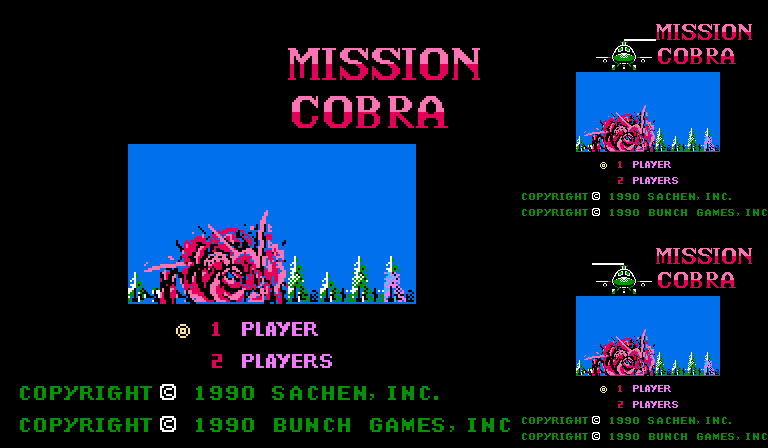 MISSION
COBRA
1 PLAYER
2 PLAYERS
COPYRIGHT © 1990 SACHEN, INC.
COPYRIGHT © 1990 BUNCH GAMES, INC
MISSION
COBRA
1 PLAYER
2 PLAYERS
COPYRIGHT © 1990 SACHEN, INC.
COPYRIGHT © 1990 BUNCH GAMES, INC
MISSION
COBRA
1 PLAYER
2 PLAYERS
COPYRIGHT © 1990 SACHEN, INC.
COPYRIGHT © 1990 BUNCH GAMES, INC